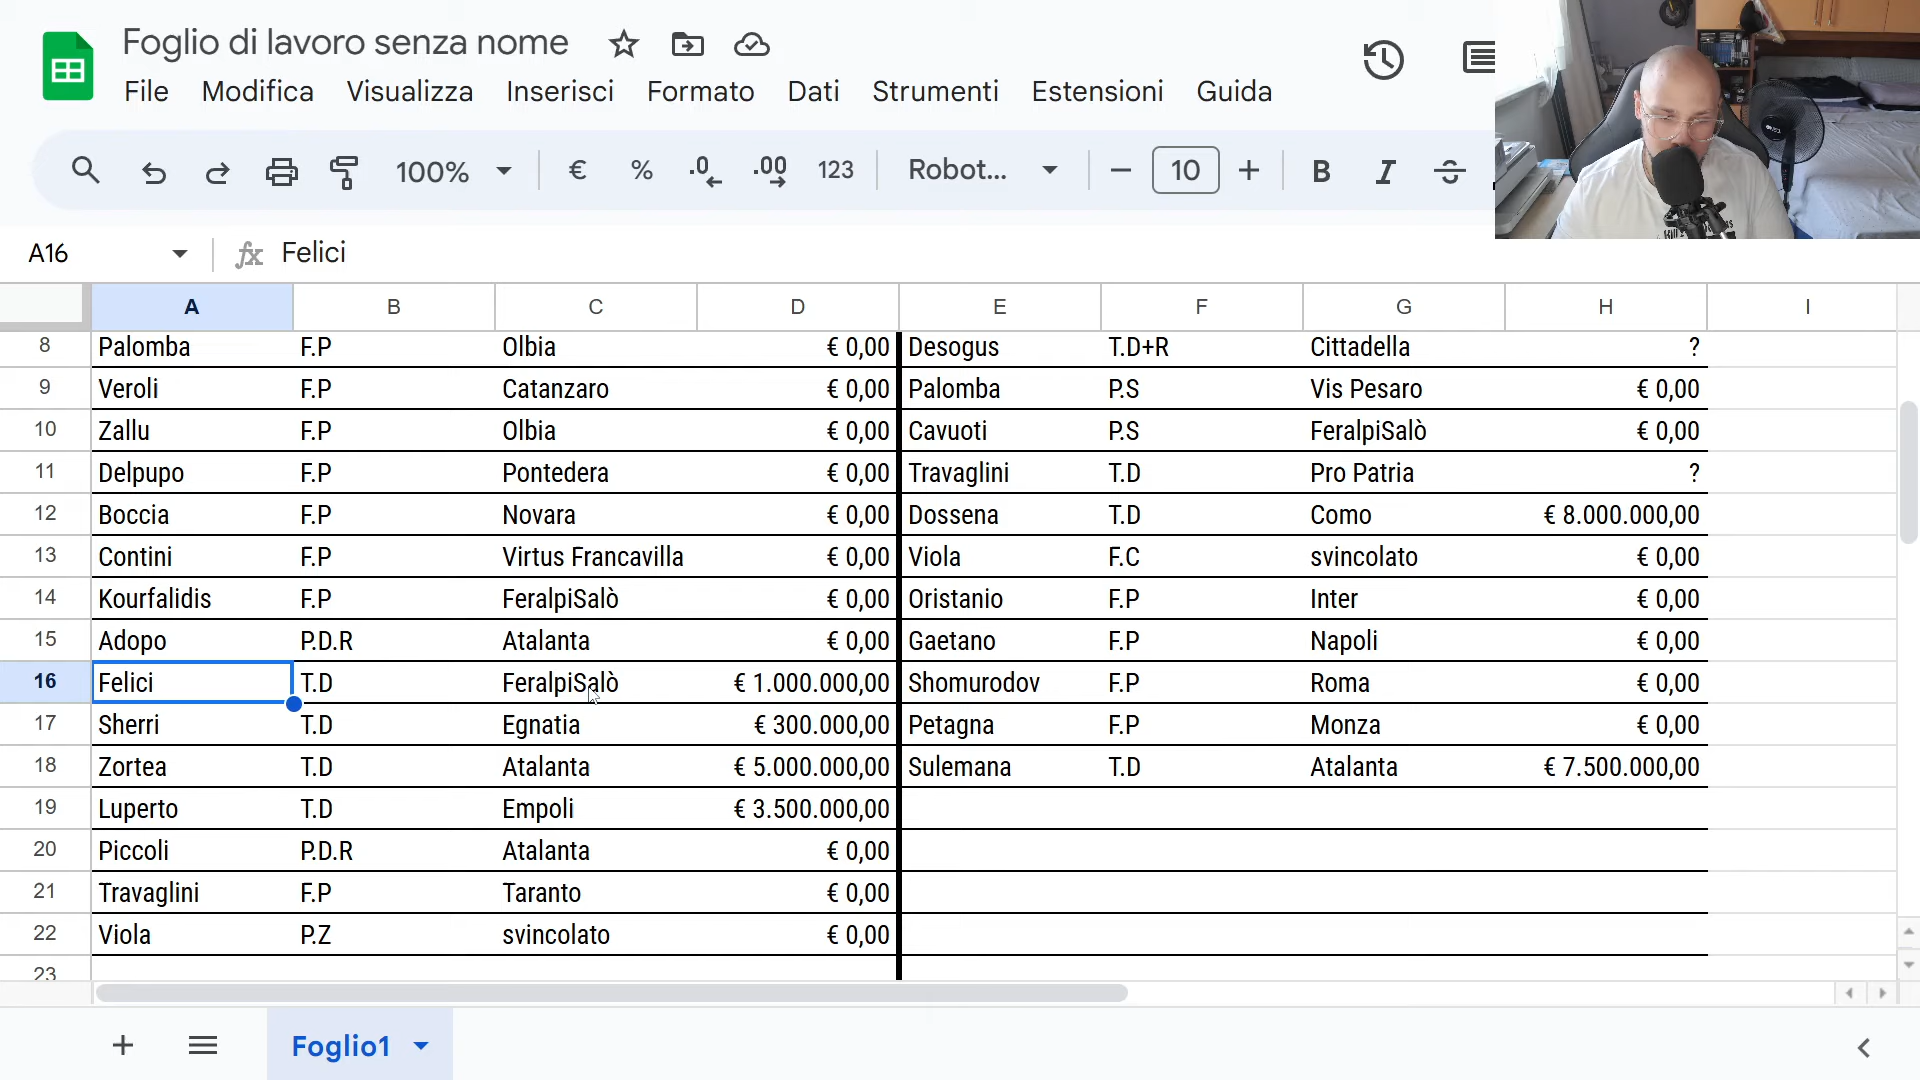 Foglio di lavoro senza nome
File Modifica Visualizza Inserisci Formato Dati Strumenti Estensioni Guida
100% € % .0 .00 123 Robot... 10 B I S
A16 fx Felici
A B C D E F G H I
8 Palomba F.P Olbia € 0,00 Desogus T.D+R Cittadella ?
9 Veroli F.P Catanzaro € 0,00 Palomba P.S Vis Pesaro € 0,00
10 Zallu F.P Olbia € 0,00 Cavuoti P.S FeralpiSalò € 0,00
11 Delpupo F.P Pontedera € 0,00 Travaglini T.D Pro Patria ?
12 Boccia F.P Novara € 0,00 Dossena T.D Como € 8.000.000,00
13 Contini F.P Virtus Francavilla € 0,00 Viola F.C svincolato € 0,00
14 Kourfalidis F.P FeralpiSalò € 0,00 Oristanio F.P Inter € 0,00
15 Adopo P.D.R Atalanta € 0,00 Gaetano F.P Napoli € 0,00
16 Felici T.D FeralpiSalò € 1.000.000,00 Shomurodov F.P Roma € 0,00
17 Sherri T.D Egnatia € 300.000,00 Petagna F.P Monza € 0,00
18 Zortea T.D Atalanta € 5.000.000,00 Sulemana T.D Atalanta € 7.500.000,00
19 Luperto T.D Empoli € 3.500.000,00
20 Piccoli P.D.R Atalanta € 0,00
21 Travaglini F.P Taranto € 0,00
22 Viola P.Z svincolato € 0,00
23
Foglio1